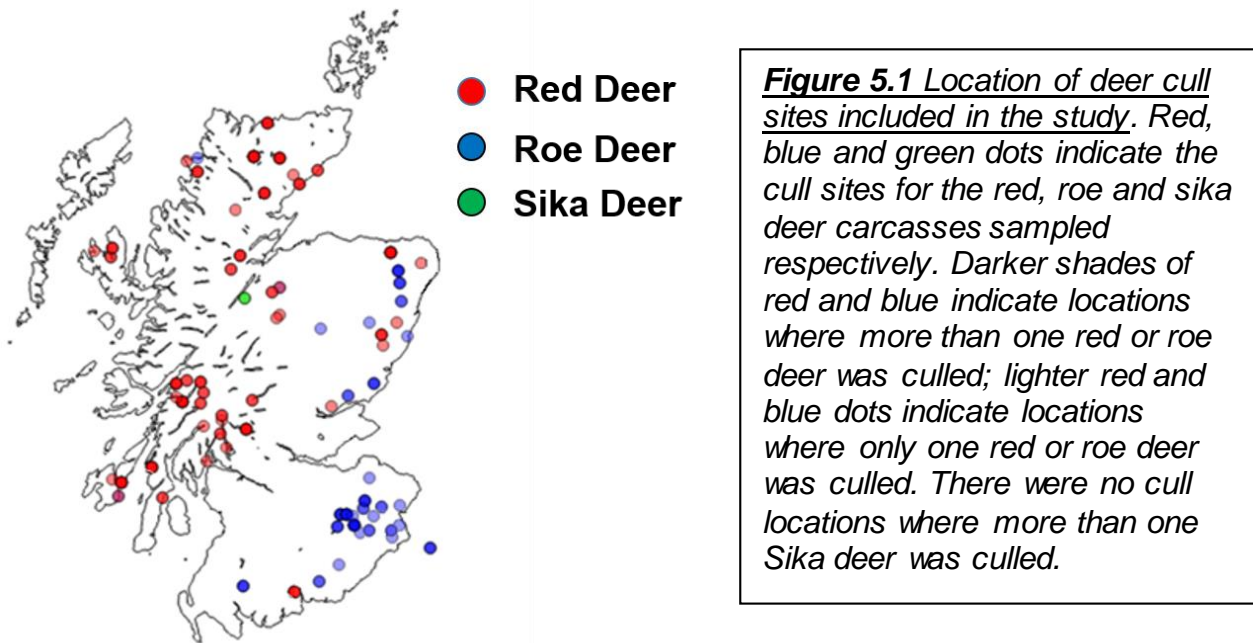 Red Deer
Roe Deer
Sika Deer
Figure 5.1 Location of deer cull
sites included in the study. Red,
blue and green dots indicate the
cull sites for the red, roe and sika
deer carcasses sampled
respectively. Darker shades of
red and blue indicate locations
where more than one red or roe
deer was culled; lighter red and
blue dots indicate locations
where only one red or roe deer
was culled. There were no cull
locations where more than one
Sika deer was culled.